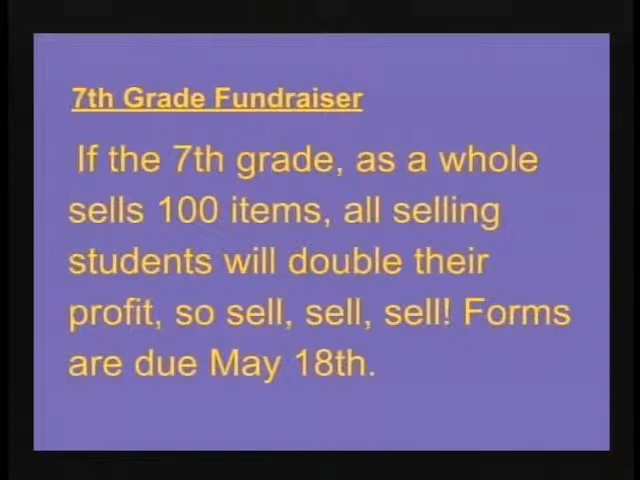 7th Grade Fundraiser
If the 7th grade, as a whole
sells 100 items, all selling
students will double their
profit, so sell, sell, sell! Forms
are due May 18th.